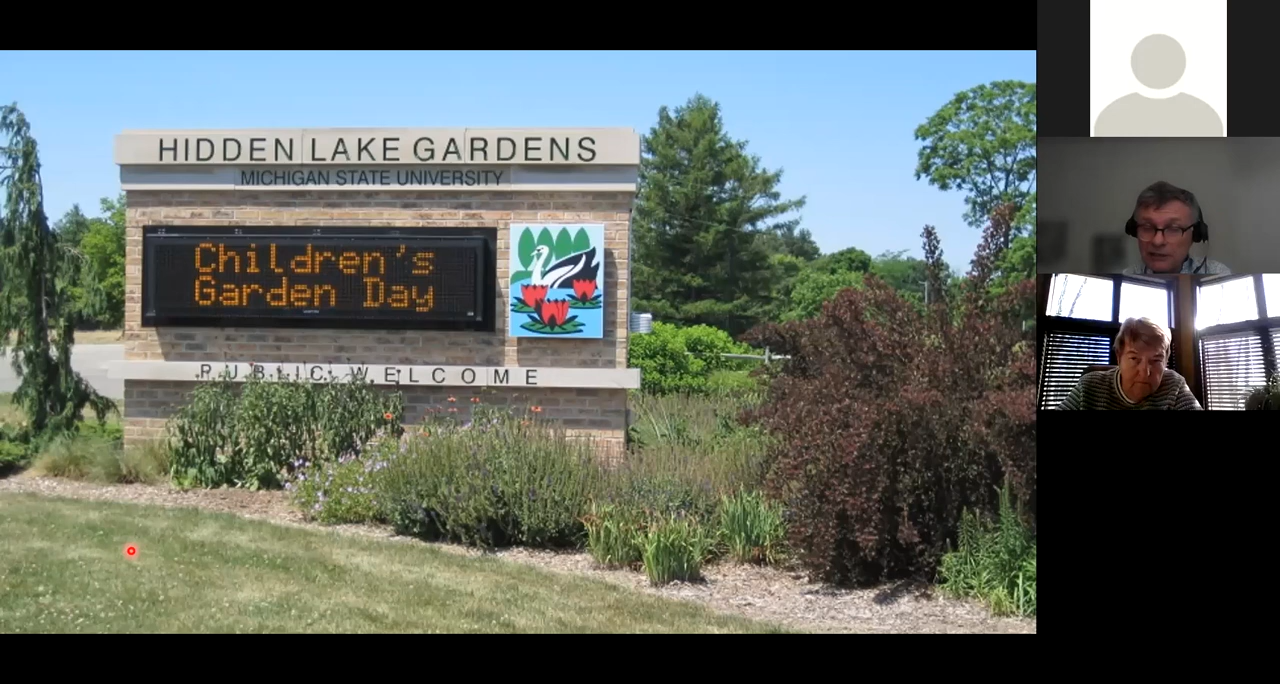 HIDDEN LAKE GARDENS
MICHIGAN STATE UNIVERSITY
Children's
Garden Day
PUBLIC WELCOME